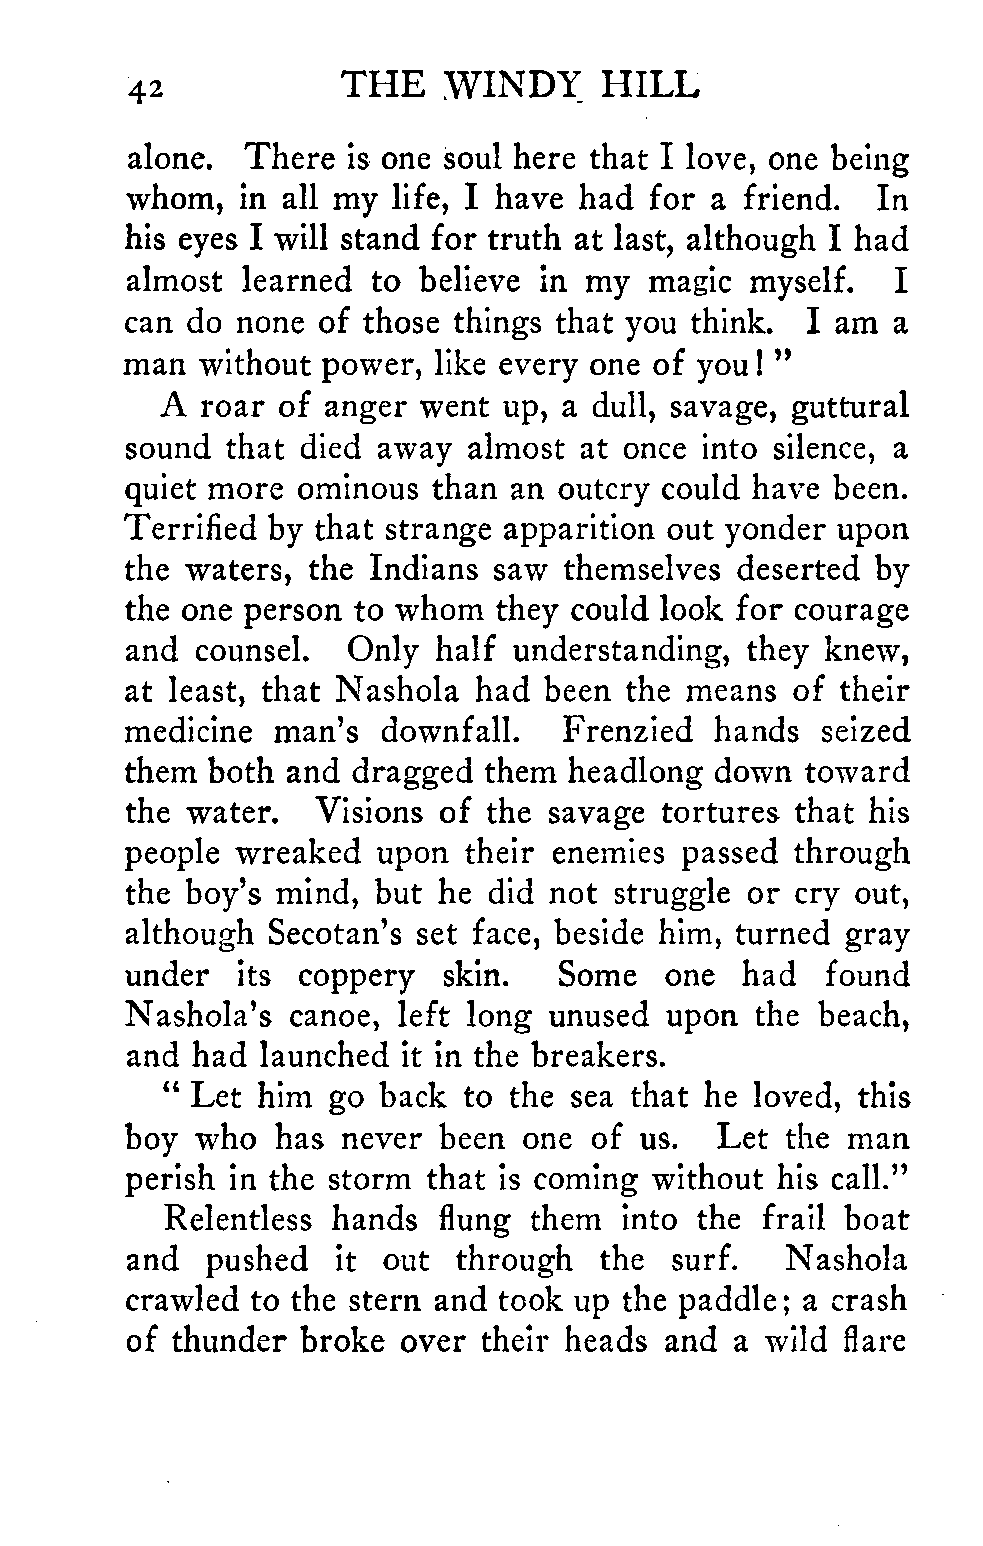 42 THE WINDY HILL
alone. There is one soul here that I love, one being
whom, in all my life, I have had for a friend. In
his eyes I will stand for truth at last, although I had
almost learned to believe in my magic myself. I
can do none of those things that you think. I am a
man without power, like every one of you! "
A roar of anger went up, a dull, savage, guttural
sound that died away almost at once into silence, a
quiet more ominous than an outcry could have been.
Terrified by that strange apparition out yonder upon
the waters, the Indians saw themselves deserted by
the one person to whom they could look for courage
and counsel. Only half understanding, they knew,
at least, that Nashola had been the means of their
medicine man's downfall. Frenzied hands seized
them both and dragged them headlong down toward
the water. Visions of the savage tortures that his
people wreaked upon their enemies passed through
the boy's mind, but he did not struggle or cry out,
although Secotan's set face, beside him, turned gray
under its coppery skin. Some one had found
Nashola's canoe, left long unused upon the beach,
and had launched it in the breakers.
" Let him go back to the sea that he loved, this
boy who has never been one of us. Let the man
perish in the storm that is coming without his call."
Relentless hands flung them into the frail boat
and pushed it out through the surf. Nashola
crawled to the stern and took up the paddle; a crash
of thunder broke over their heads and a wild flare